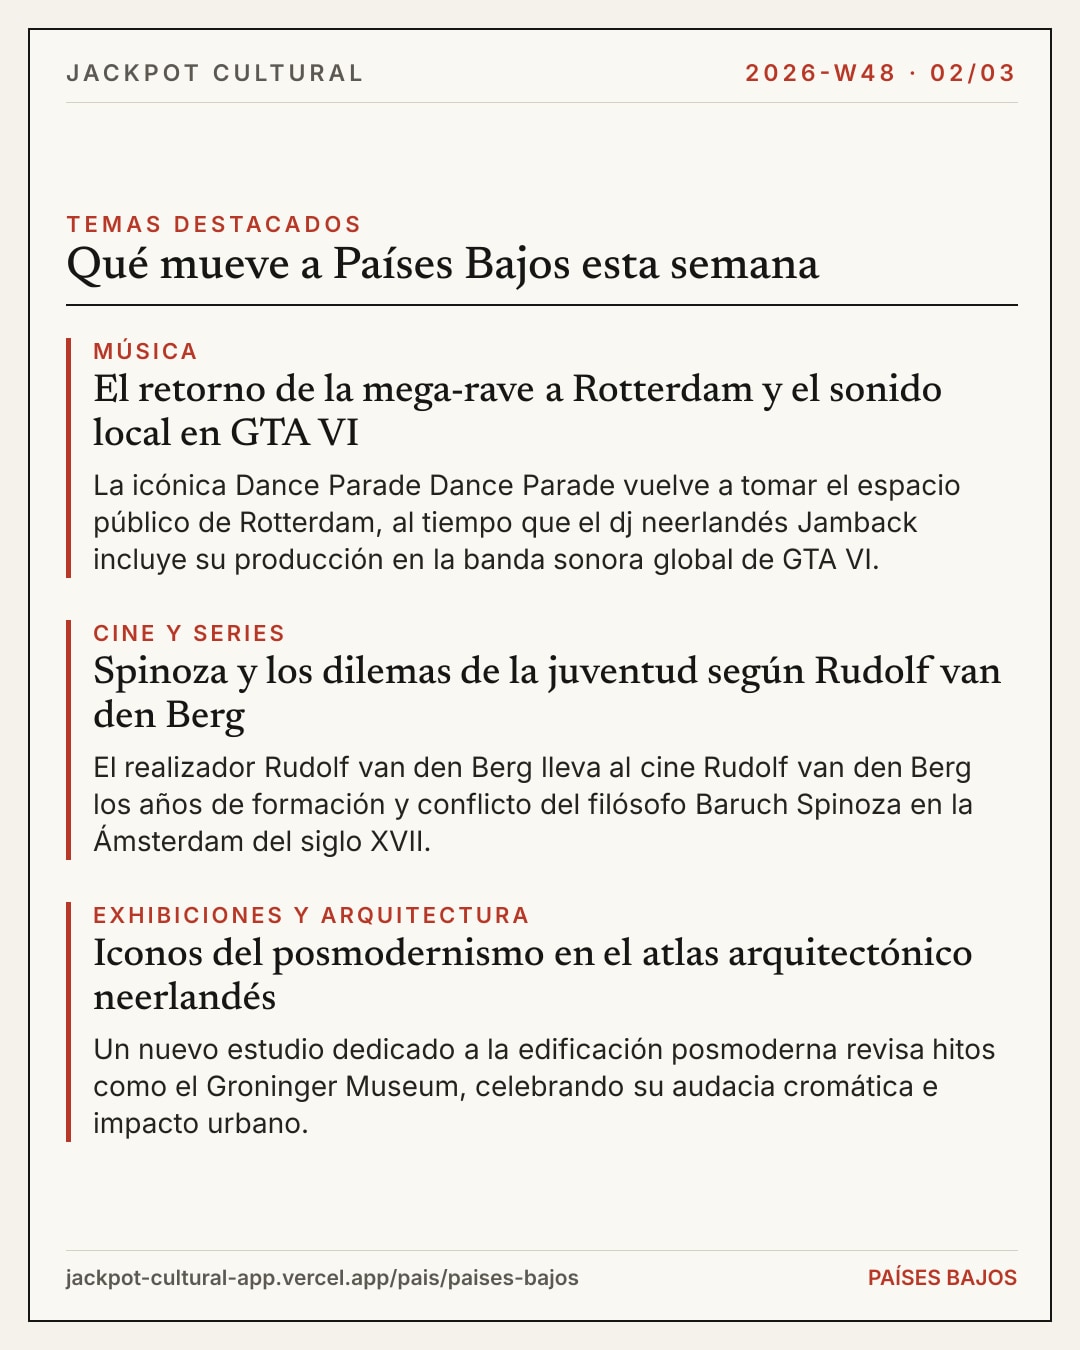 JACKPOT CULTURAL
2026-W48 · 02/03
TEMAS DESTACADOS
Qué mueve a Países Bajos esta semana
MÚSICA
El retorno de la mega-rave a Rotterdam y el sonido
local en GTA VI
La icónica Dance Parade Dance Parade vuelve a tomar el espacio
público de Rotterdam, al tiempo que el dj neerlandés Jamback
incluye su producción en la banda sonora global de GTA VI.
CINE Y SERIES
Spinoza y los dilemas de la juventud según Rudolf van
den Berg
El realizador Rudolf van den Berg lleva al cine Rudolf van den Berg
los años de formación y conflicto del filósofo Baruch Spinoza en la
Ámsterdam del siglo XVII.
EXHIBICIONES Y ARQUITECTURA
Iconos del posmodernismo en el atlas arquitectónico
neerlandés
Un nuevo estudio dedicado a la edificación posmoderna revisa hitos
como el Groninger Museum, celebrando su audacia cromática e
impacto urbano.
jackpot-cultural-app.vercel.app/pais/paises-bajos
PAÍSES BAJOS